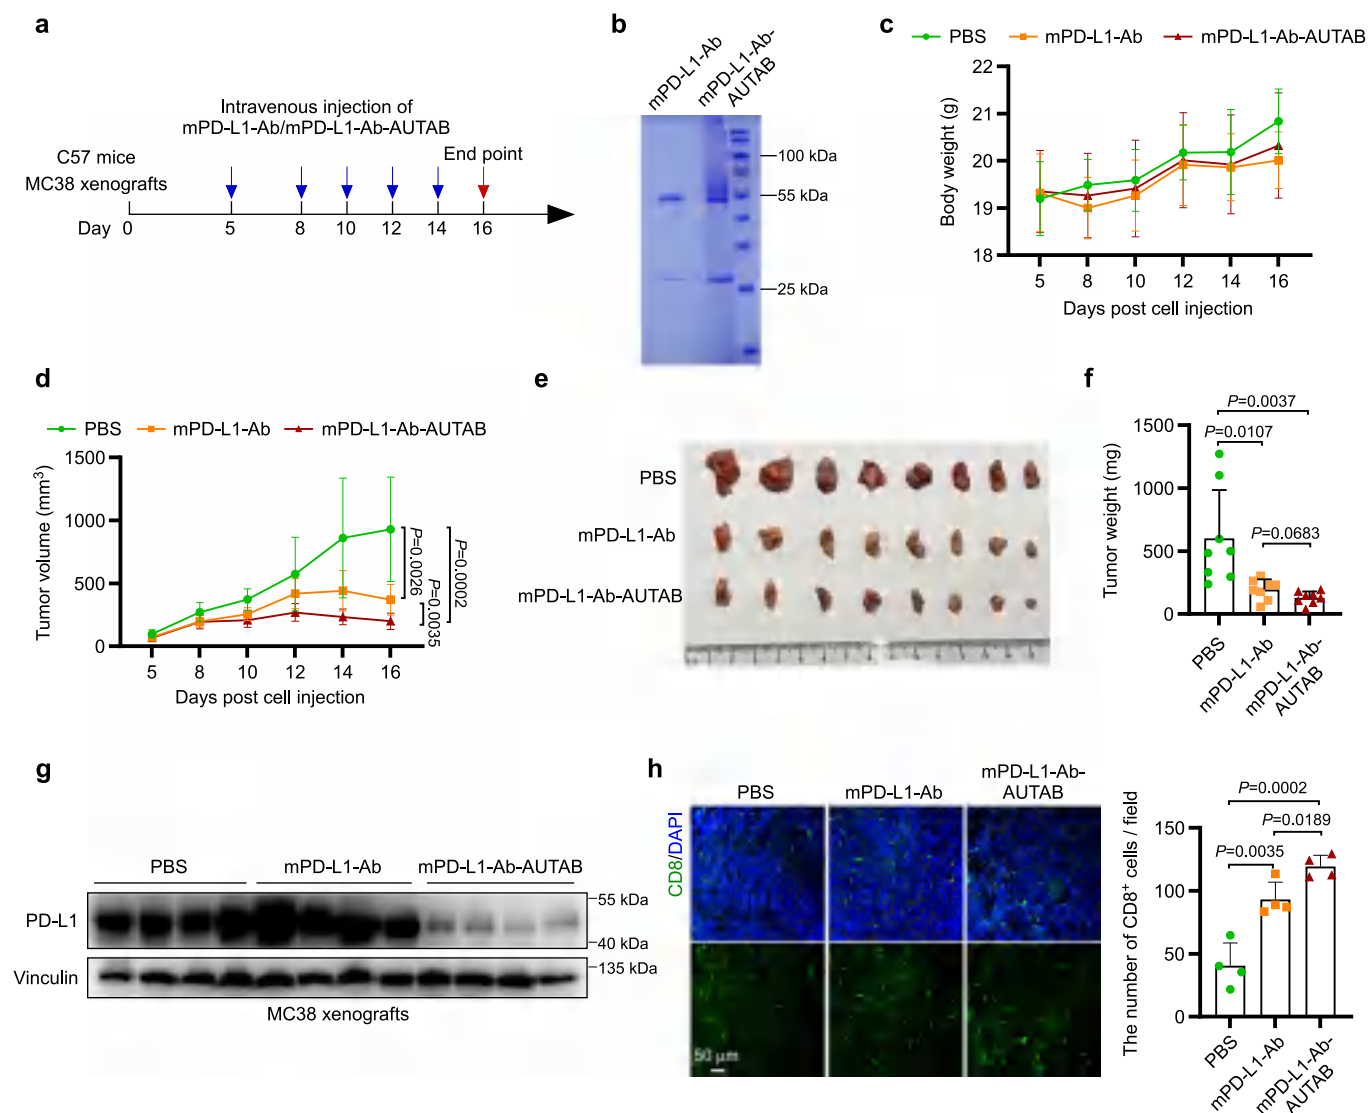 a
Intravenous injection of
mPD-L1-Ab/mPD-L1-Ab-AUTAB
C57 mice
MC38 xenografts
End point
Day 0 5 8 10 12 14 16
b
mPD-L1-Ab
mPD-L1-Ab-
AUTAB
100 kDa
55 kDa
25 kDa
c
PBS mPD-L1-Ab mPD-L1-Ab-AUTAB
Body weight (g)
22
21
20
19
18
5 8 10 12 14 16
Days post cell injection
d
PBS mPD-L1-Ab mPD-L1-Ab-AUTAB
Tumor volume (mm³)
1500
1000
500
0
P=0.0026
P=0.0002
P=0.0035
5 8 10 12 14 16
Days post cell injection
e
PBS
mPD-L1-Ab
mPD-L1-Ab-AUTAB
f
P=0.0037
P=0.0107
P=0.0683
Tumor weight (mg)
1500
1000
500
0
PBS
mPD-L1-Ab
mPD-L1-Ab-
AUTAB
g
PBS mPD-L1-Ab mPD-L1-Ab-AUTAB
PD-L1
55 kDa
40 kDa
Vinculin
135 kDa
MC38 xenografts
h
PBS mPD-L1-Ab mPD-L1-Ab-
AUTAB
CD8/DAPI
50 μm
The number of CD8⁺ cells / field
P=0.0002
P=0.0189
P=0.0035
150
100
50
0
PBS
mPD-L1-Ab
mPD-L1-Ab-
AUTAB